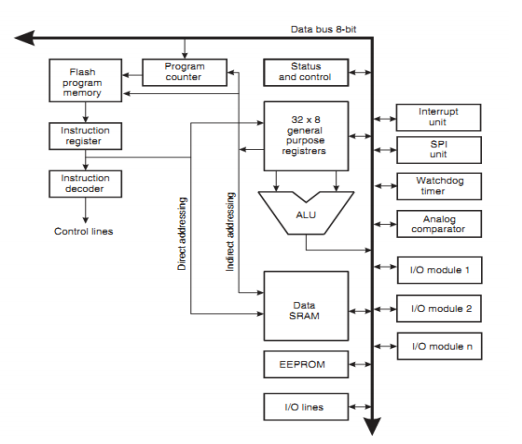 Data bus 8-bit
Flash
program
memory
Program
counter
Status
and control
Instruction
register
32 x 8
general
purpose
registrers
Interrupt
unit
SPI
unit
Instruction
decoder
Watchdog
timer
ALU
Control lines
Analog
comparator
Direct addressing
Indirect addressing
I/O module 1
Data
SRAM
I/O module 2
I/O module n
EEPROM
I/O lines